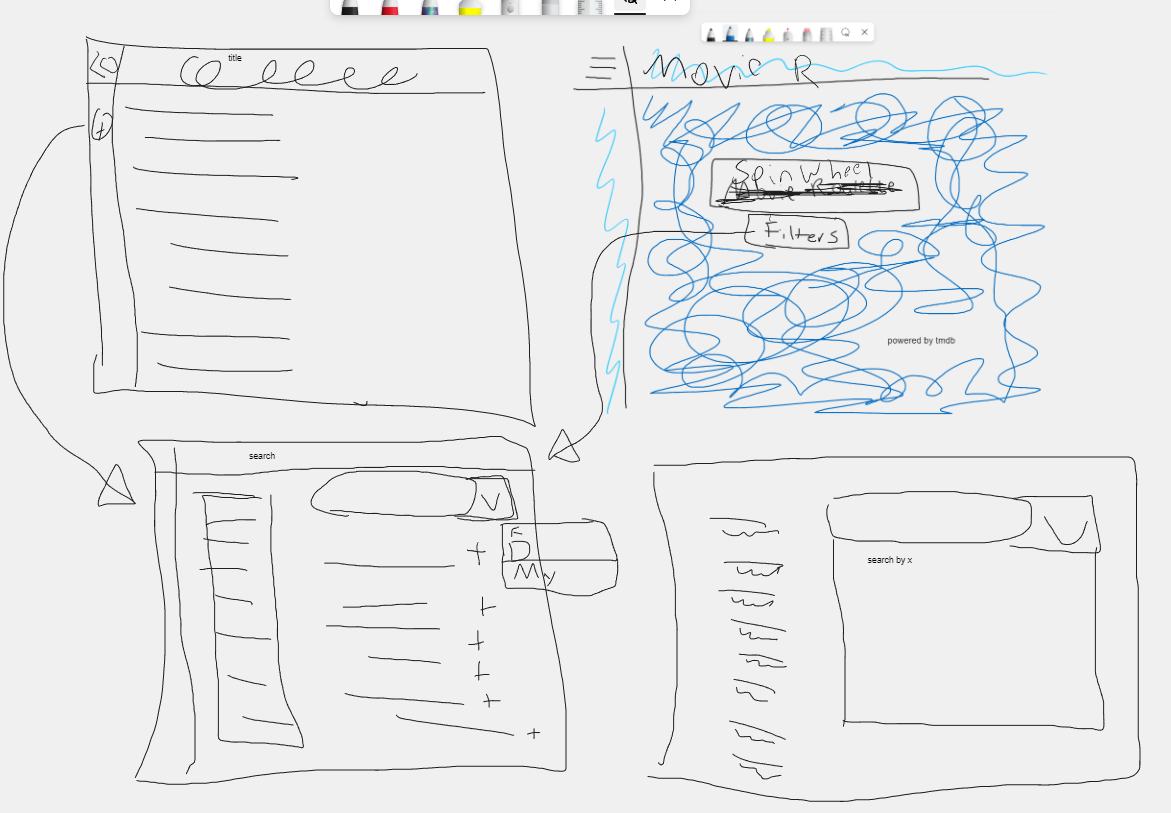 title
Movie R
Spin Wheel
Filters
powered by tmdb
search
F
D
My
search by x